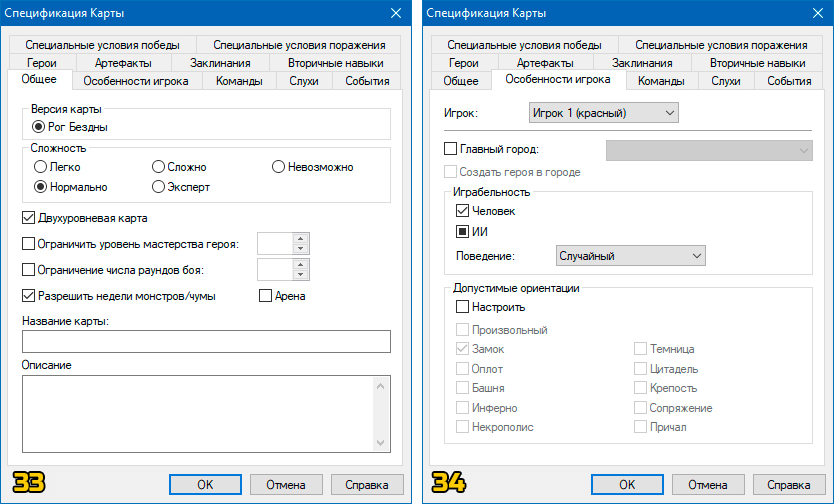 Спецификация Карты
Специальные условия победы
Специальные условия поражения
Герои
Артефакты
Заклинания
Вторичные навыки
Общее
Особенности игрока
Команды
Слухи
События
Версия карты
Рог Бездны
Сложность
Легко
Сложно
Невозможно
Нормально
Эксперт
Двухуровневая карта
Ограничить уровень мастерства героя:
Ограничение числа раундов боя:
Разрешить недели монстров/чумы
Арена
Название карты:
Описание
33
OK
Отмена
Справка
Спецификация Карты
Специальные условия победы
Специальные условия поражения
Герои
Артефакты
Заклинания
Вторичные навыки
Общее
Особенности игрока
Команды
Слухи
События
Игрок:
Игрок 1 (красный)
Главный город:
Создать героя в городе
Играбельность
Человек
ИИ
Поведение:
Случайный
Допустимые ориентации
Настроить
Произвольный
Замок
Темница
Оплот
Цитадель
Башня
Крепость
Инферно
Сопряжение
Некрополис
Причал
34
OK
Отмена
Справка